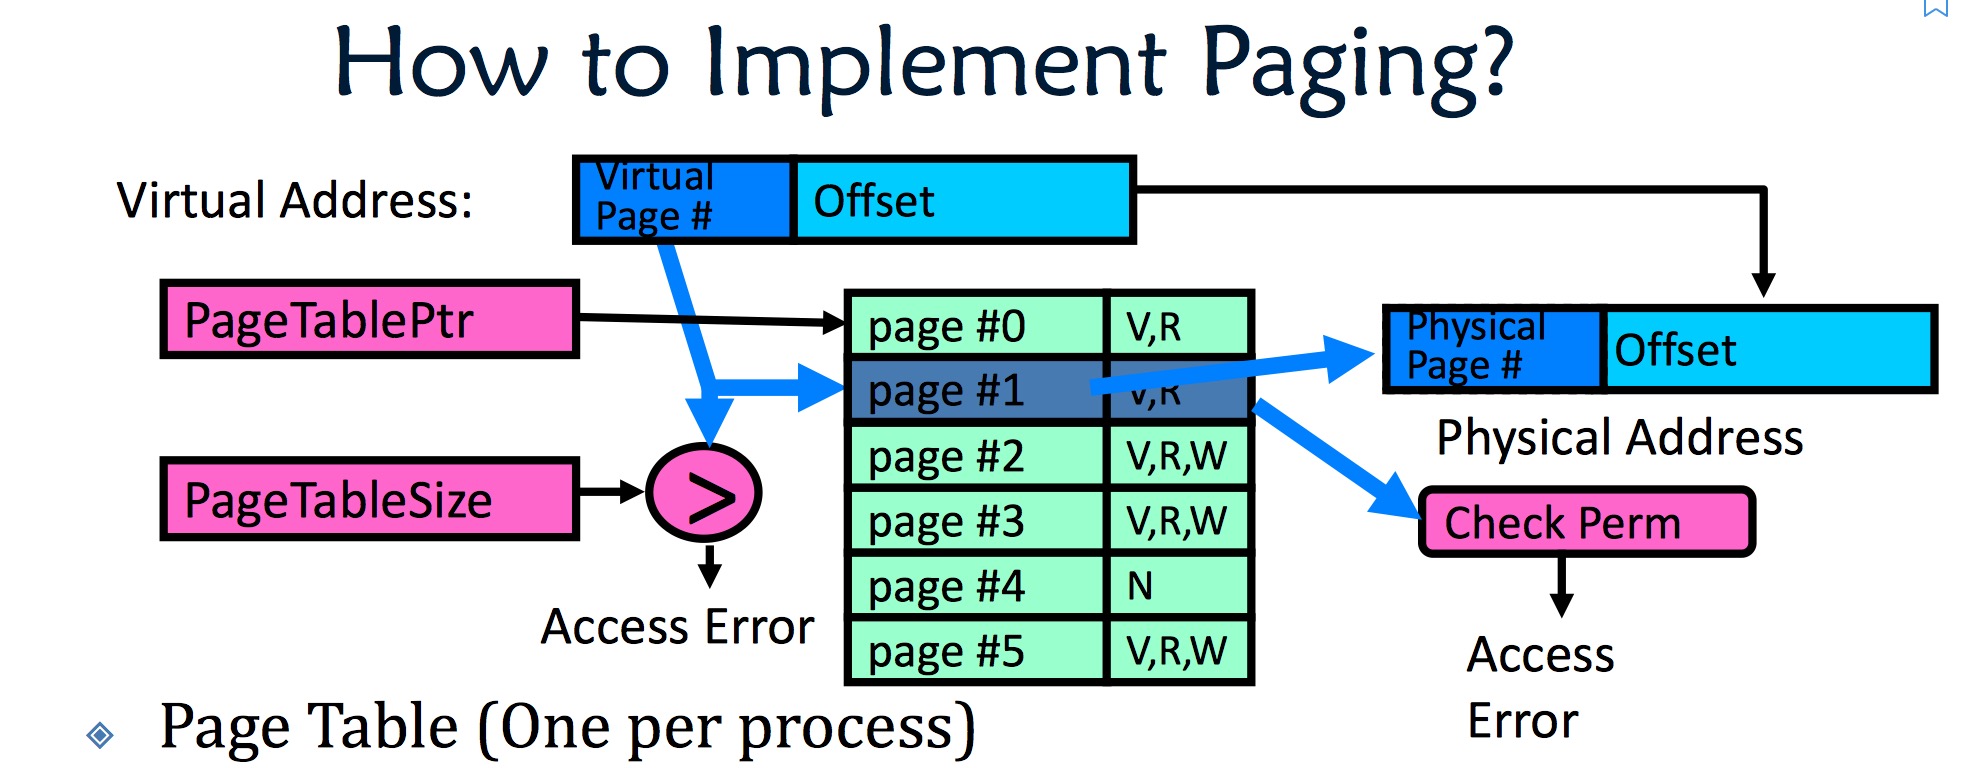 How to Implement Paging?
Virtual Address:
Virtual
Page #
Offset
PageTablePtr
page #0 V,R
Physical
Page #
Offset
page #1 V,R
Physical Address
page #2 V,R,W
PageTableSize
>
page #3 V,R,W
Check Perm
page #4 N
Access Error
page #5 V,R,W
Access
Error
Page Table (One per process)